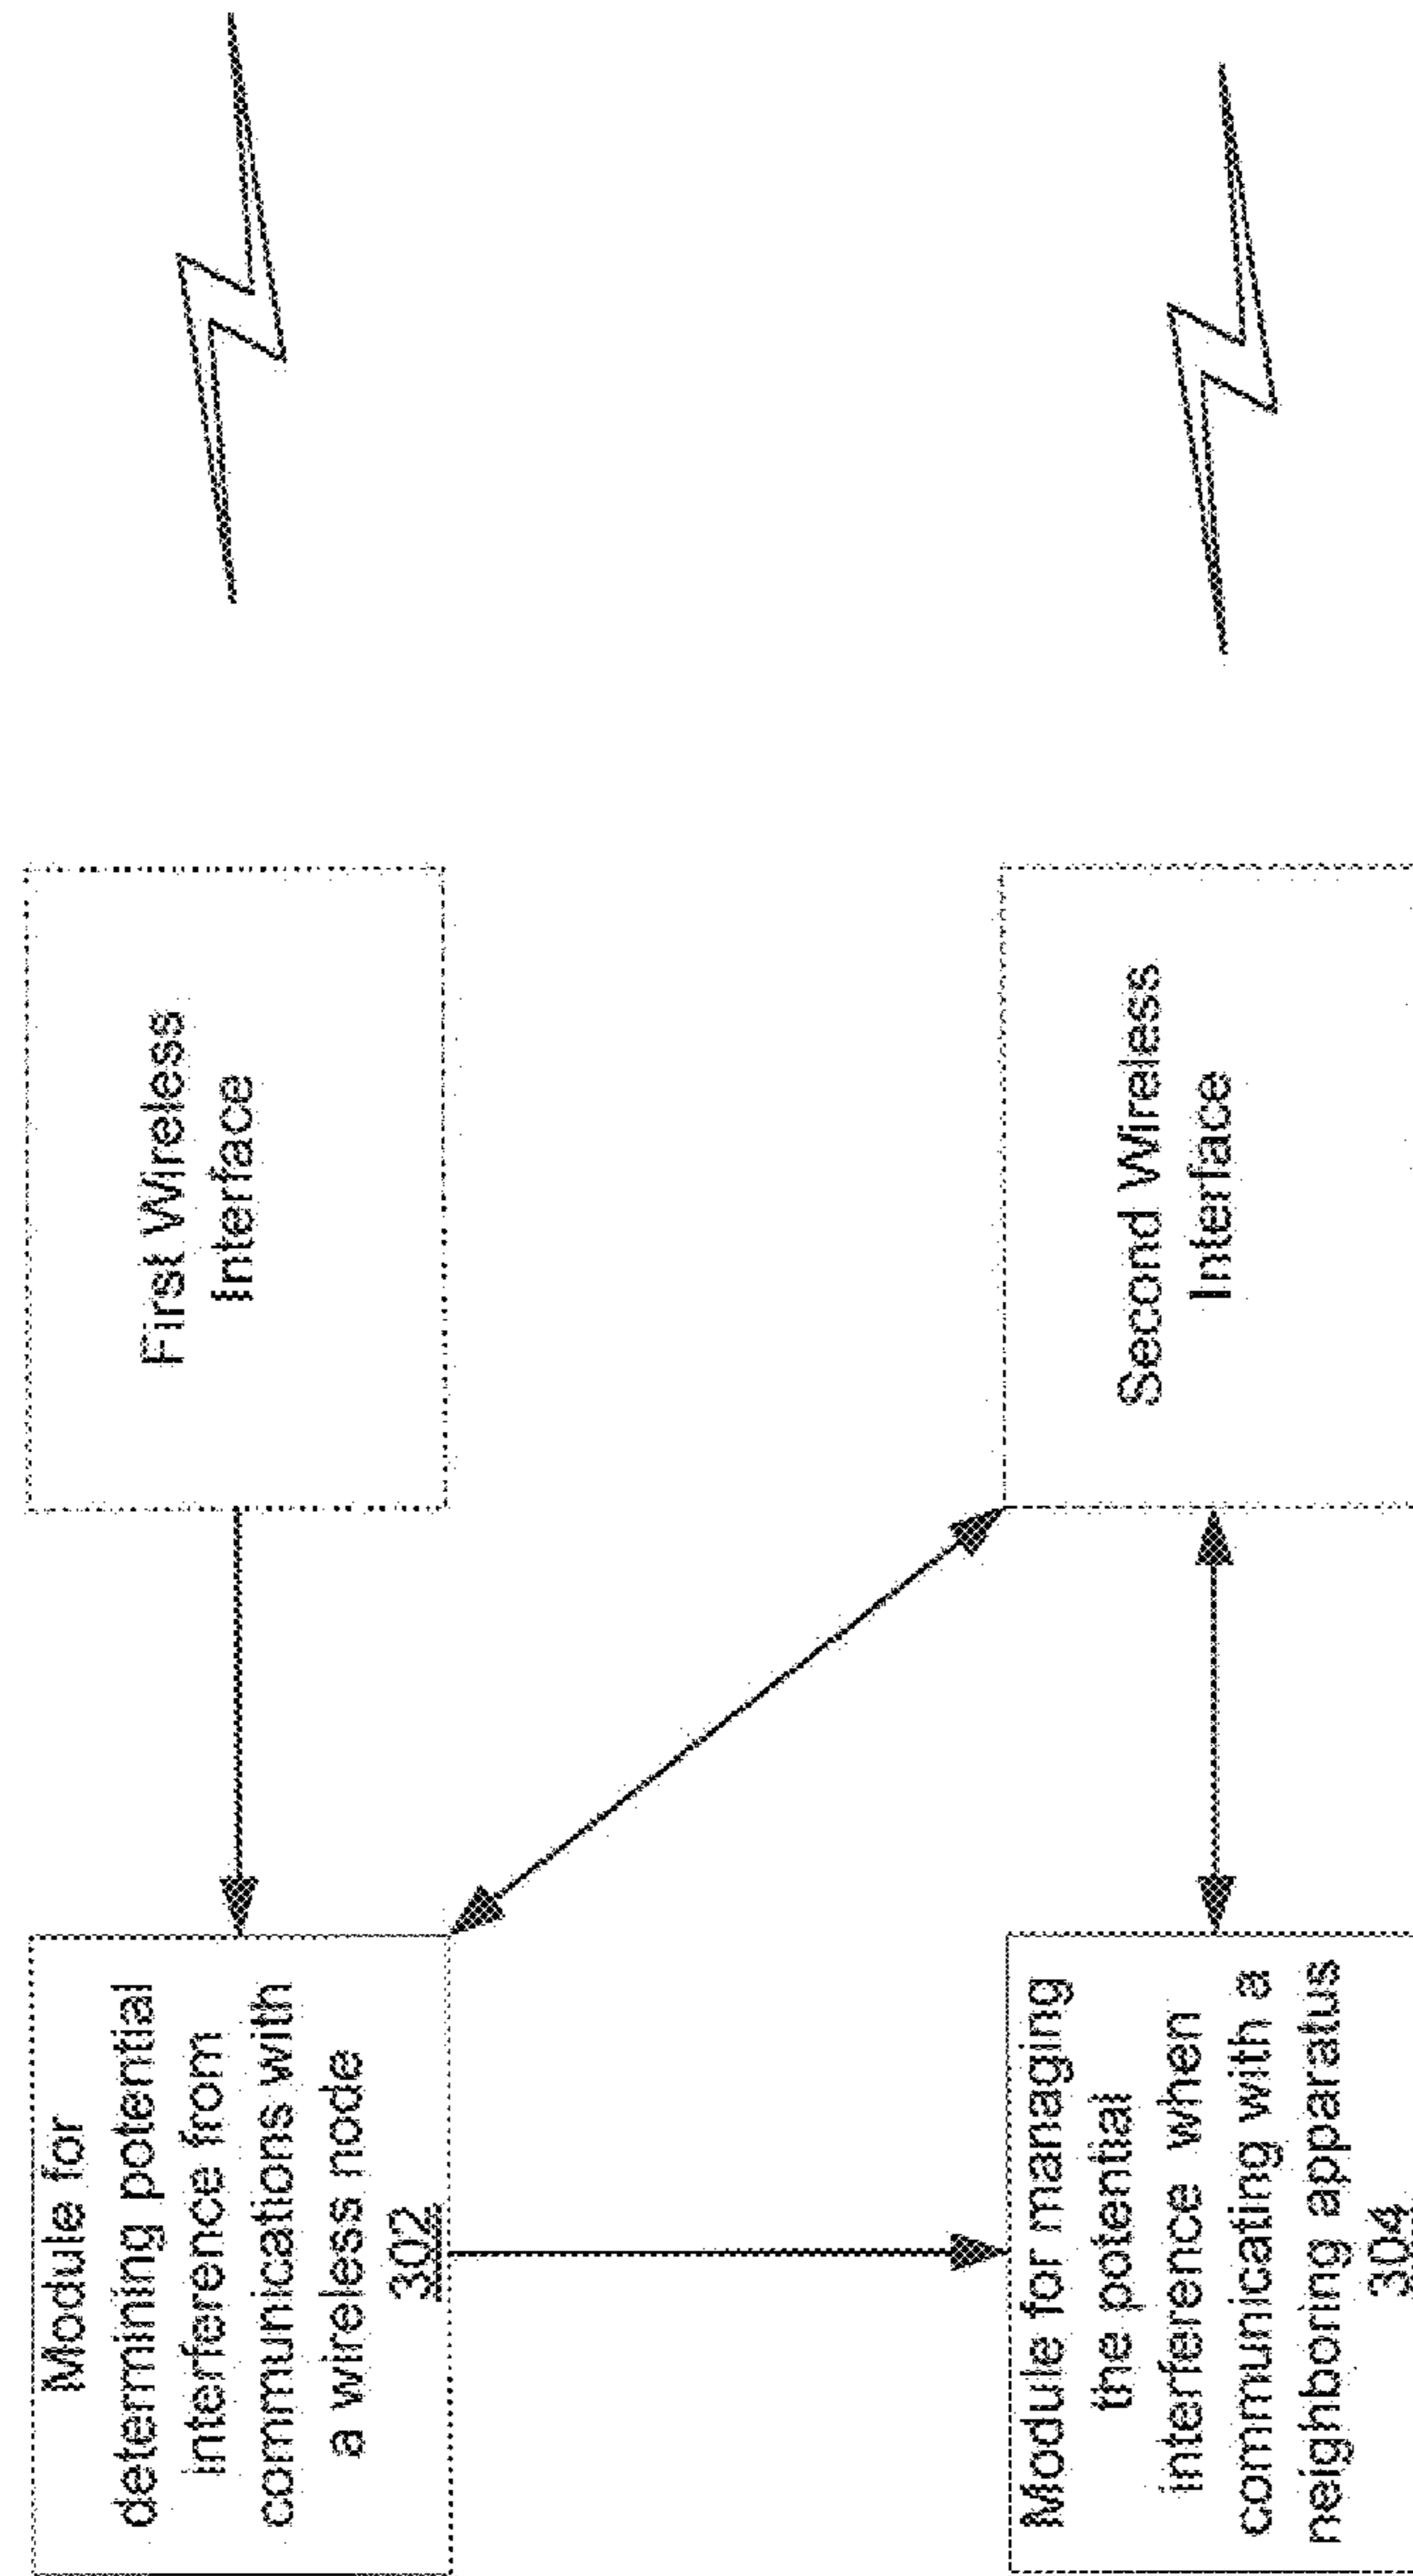 Module for
determining potential
interference from
communications with
a wireless node
302
First Wireless
Interface
Module for managing
the potential
interference when
communicating with a
neighboring apparatus
304
Second Wireless
Interface